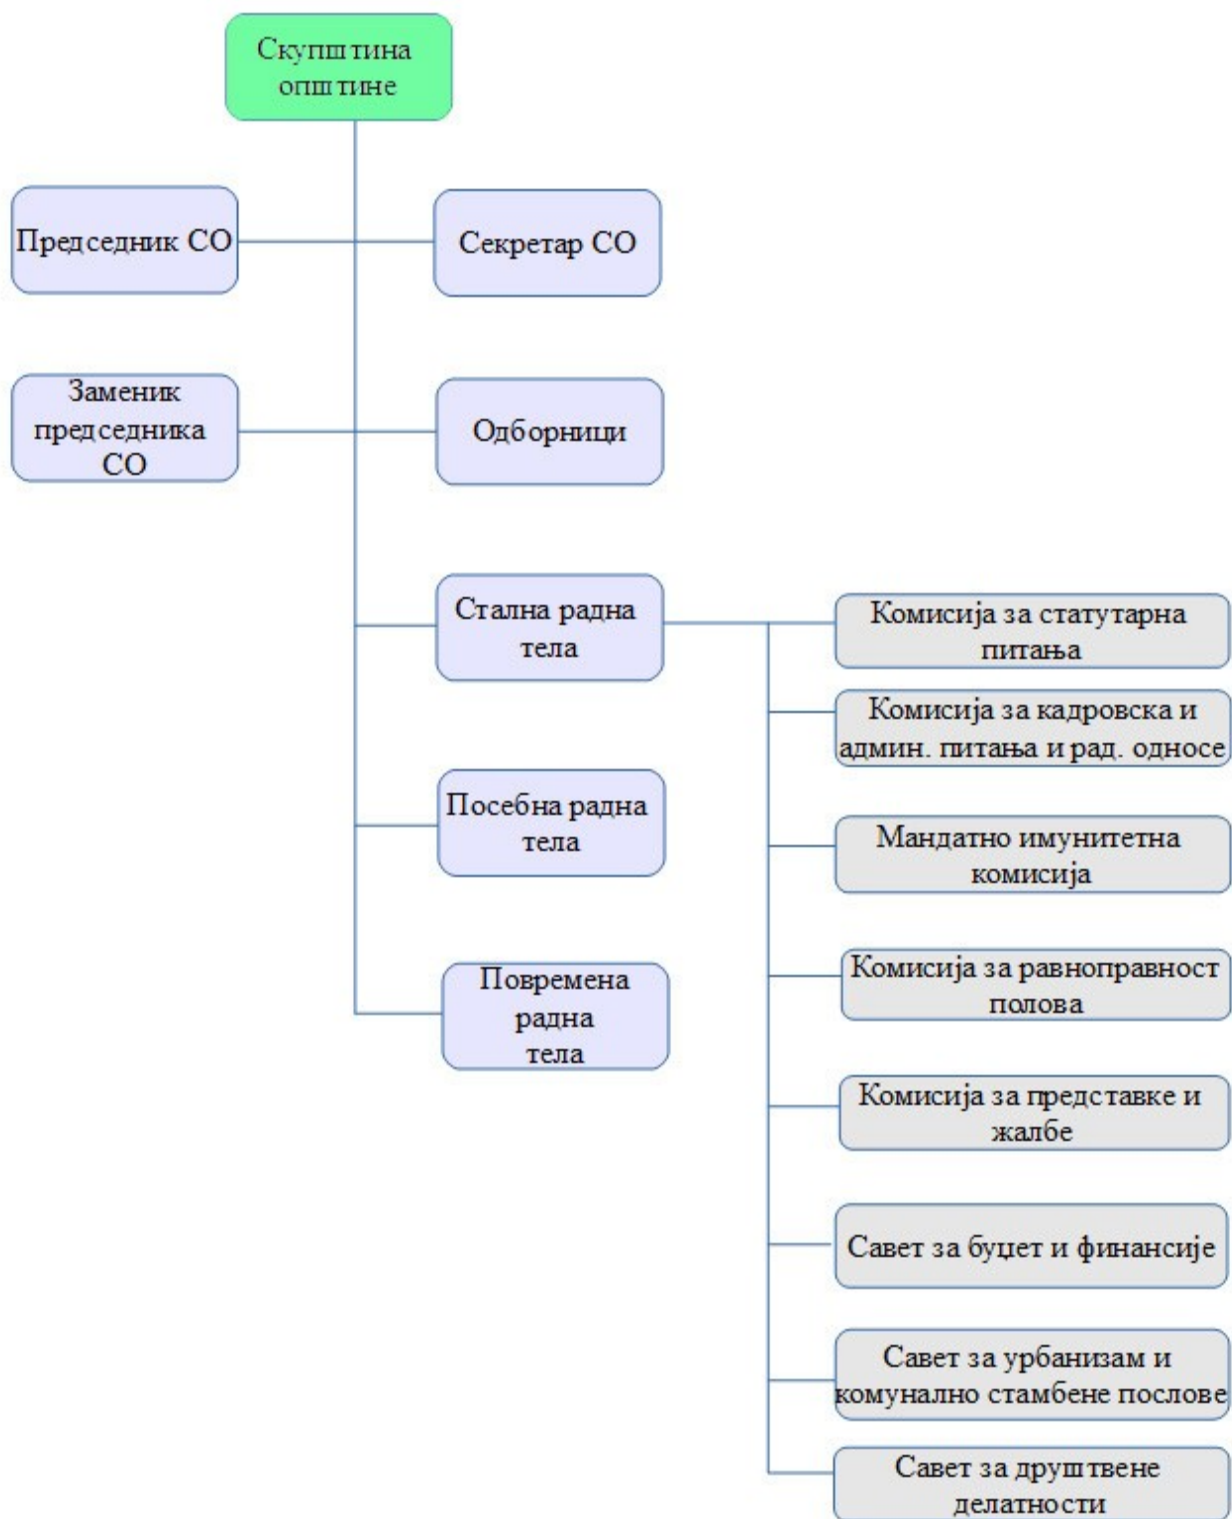 Скупштина
општине
Председник СО
Секретар СО
Заменик
председника
СО
Одборници
Стална радна
тела
Посебна радна
тела
Повремена
радна
тела
Комисија за статутарна
питања
Комисија за кадровска и
админ. питања и рад. односе
Мандатно имунитетна
комисија
Комисија за равноправност
полова
Комисија за представке и
жалбе
Савет за буџет и финансије
Савет за урбанизам и
комунално стамбене послове
Савет за друштвене
делатности